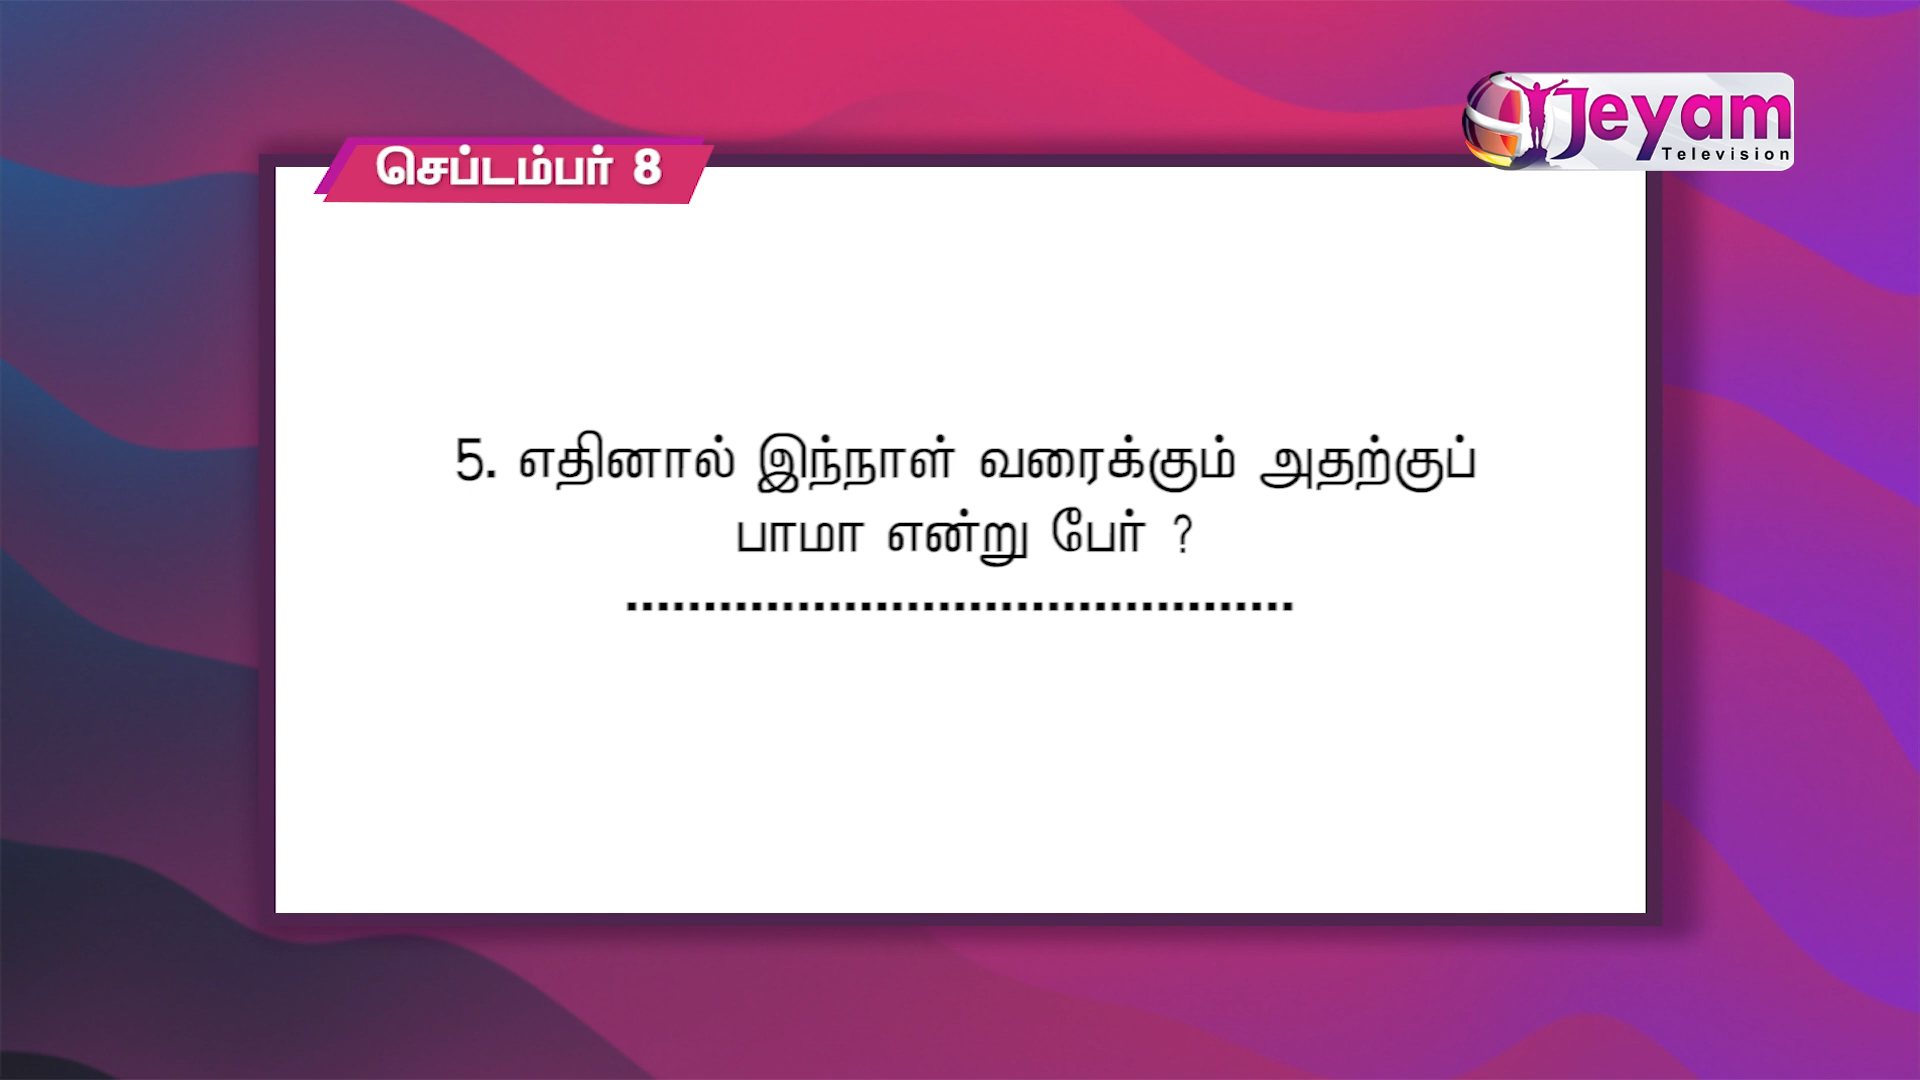 செப்டம்பர் 8
Jeyam
Television
5. எதினால் இந்நாள் வரைக்கும் அதற்குப்
பாமா என்று பேர் ?
...........................................